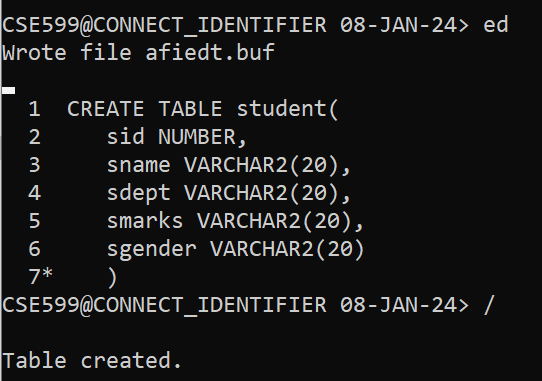 CSE599@CONNECT_IDENTIFIER 08-JAN-24> ed
Wrote file afiedt.buf
1 CREATE TABLE student(
2 sid NUMBER,
3 sname VARCHAR2(20),
4 sdept VARCHAR2(20),
5 smarks VARCHAR2(20),
6 sgender VARCHAR2(20)
7* )
CSE599@CONNECT_IDENTIFIER 08-JAN-24> /
Table created.